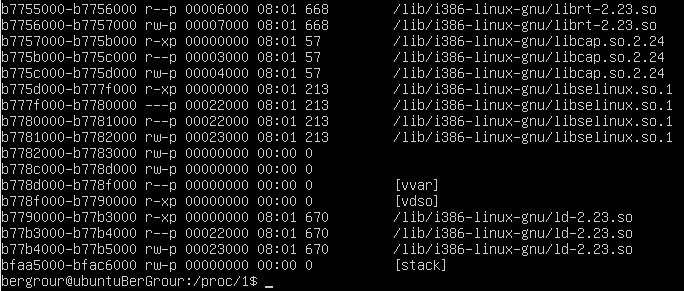 b7755000-b7756000 r--p 00006000 08:01 668 /lib/i386-linux-gnu/librt-2.23.so
b7756000-b7757000 rw-p 00007000 08:01 668 /lib/i386-linux-gnu/librt-2.23.so
b7757000-b775b000 r-xp 00000000 08:01 57 /lib/i386-linux-gnu/libcap.so.2.24
b775b000-b775c000 r--p 00003000 08:01 57 /lib/i386-linux-gnu/libcap.so.2.24
b775c000-b775d000 rw-p 00004000 08:01 57 /lib/i386-linux-gnu/libcap.so.2.24
b775d000-b777f000 r-xp 00000000 08:01 213 /lib/i386-linux-gnu/libselinux.so.1
b777f000-b7780000 ---p 00022000 08:01 213 /lib/i386-linux-gnu/libselinux.so.1
b7780000-b7781000 r--p 00022000 08:01 213 /lib/i386-linux-gnu/libselinux.so.1
b7781000-b7782000 rw-p 00023000 08:01 213 /lib/i386-linux-gnu/libselinux.so.1
b7782000-b7783000 rw-p 00000000 00:00 0
b778c000-b778d000 rw-p 00000000 00:00 0
b778d000-b778f000 r--p 00000000 00:00 0 [vvar]
b778f000-b7790000 r-xp 00000000 00:00 0 [vdso]
b7790000-b77b3000 r-xp 00000000 08:01 670 /lib/i386-linux-gnu/ld-2.23.so
b77b3000-b77b4000 r--p 00022000 08:01 670 /lib/i386-linux-gnu/ld-2.23.so
b77b4000-b77b5000 rw-p 00023000 08:01 670 /lib/i386-linux-gnu/ld-2.23.so
bfaa5000-bfac6000 rw-p 00000000 00:00 0 [stack]
bergrour@ubuntuBerGrour:/proc/1$ _